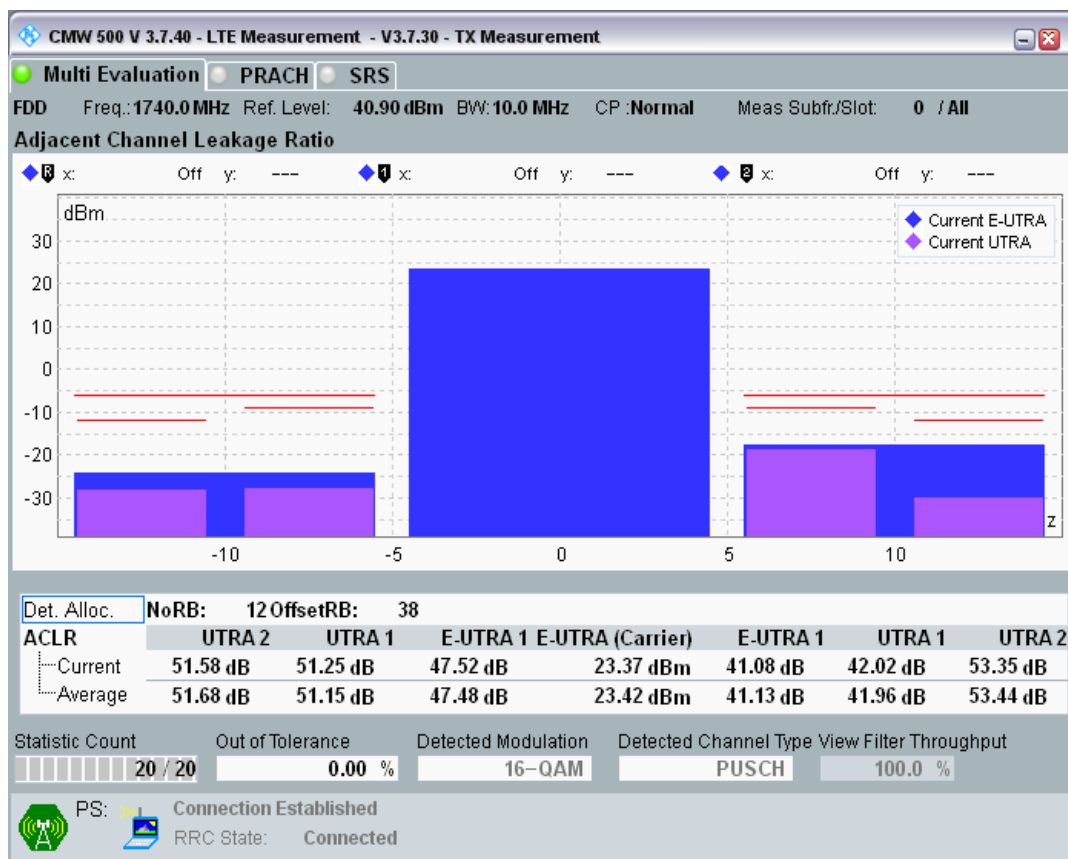 CMW 500 V 3.7.40 - LTE Measurement - V3.7.30 - TX Measurement
Multi Evaluation PRACH SRS
FDD Freq.: 1740.0 MHz Ref. Level: 40.90 dBm BW: 10.0 MHz CP :Normal Meas Subfr./Slot: 0 / All
Adjacent Channel Leakage Ratio
R x: Off y: --- 1 x: Off y: --- 2 x: Off y: ---
dBm
Current E-UTRA
Current UTRA
30
20
10
0
-10
-20
-30
z
-10 -5 0 5 10
Det. Alloc. NoRB: 12 OffsetRB: 38
ACLR UTRA 2 UTRA 1 E-UTRA 1 E-UTRA (Carrier) E-UTRA 1 UTRA 1 UTRA 2
Current 51.58 dB 51.25 dB 47.52 dB 23.37 dBm 41.08 dB 42.02 dB 53.35 dB
Average 51.68 dB 51.15 dB 47.48 dB 23.42 dBm 41.13 dB 41.96 dB 53.44 dB
Statistic Count Out of Tolerance Detected Modulation Detected Channel Type View Filter Throughput
20 / 20 0.00 % 16-QAM PUSCH 100.0 %
PS: Connection Established
RRC State: Connected